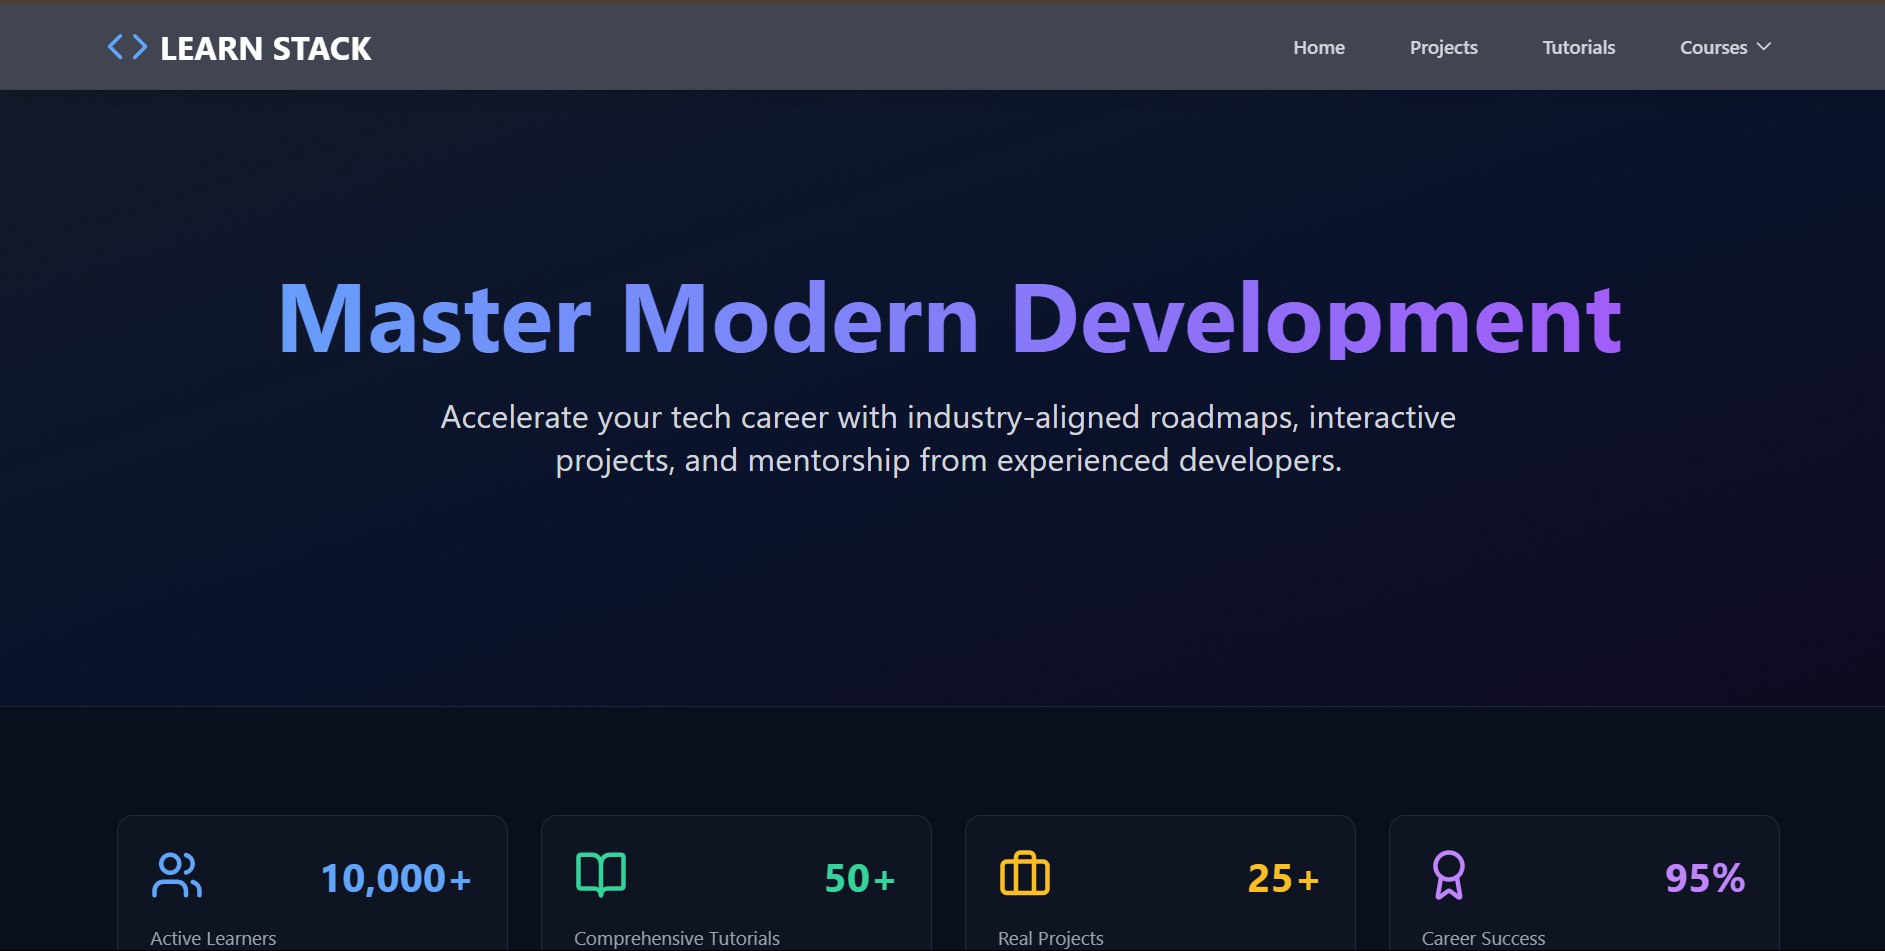 LEARN STACK
Home
Projects
Tutorials
Courses
Master Modern Development
Accelerate your tech career with industry-aligned roadmaps, interactive
projects, and mentorship from experienced developers.
10,000+
Active Learners
50+
Comprehensive Tutorials
25+
Real Projects
95%
Career Success